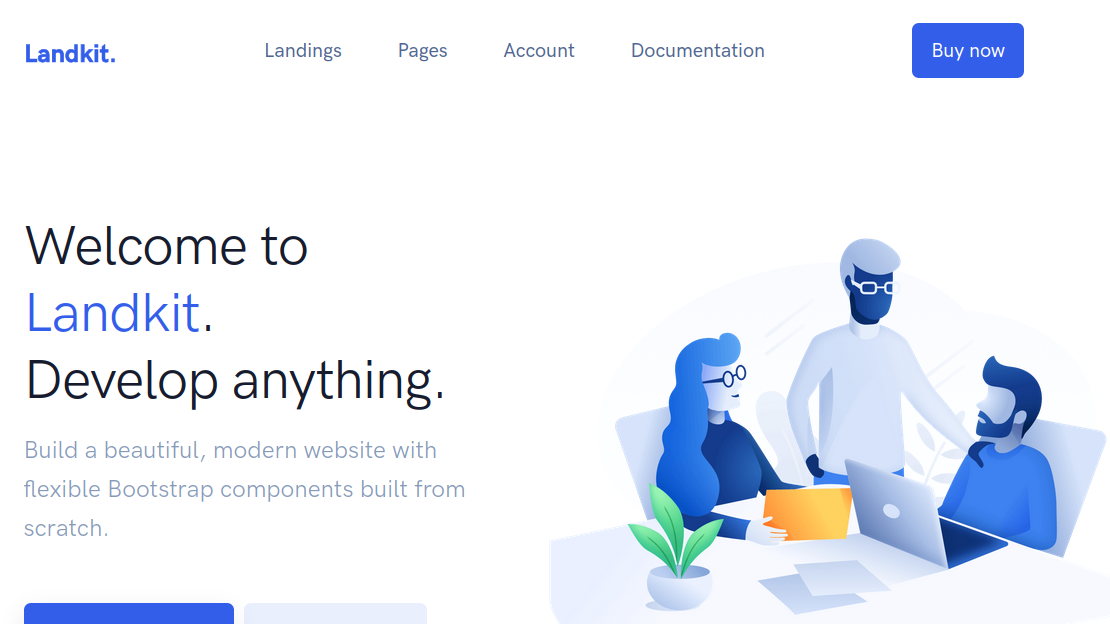 Landkit.
Landings Pages Account Documentation Buy now
Welcome to
Landkit.
Develop anything.
Build a beautiful, modern website with
flexible Bootstrap components built from
scratch.